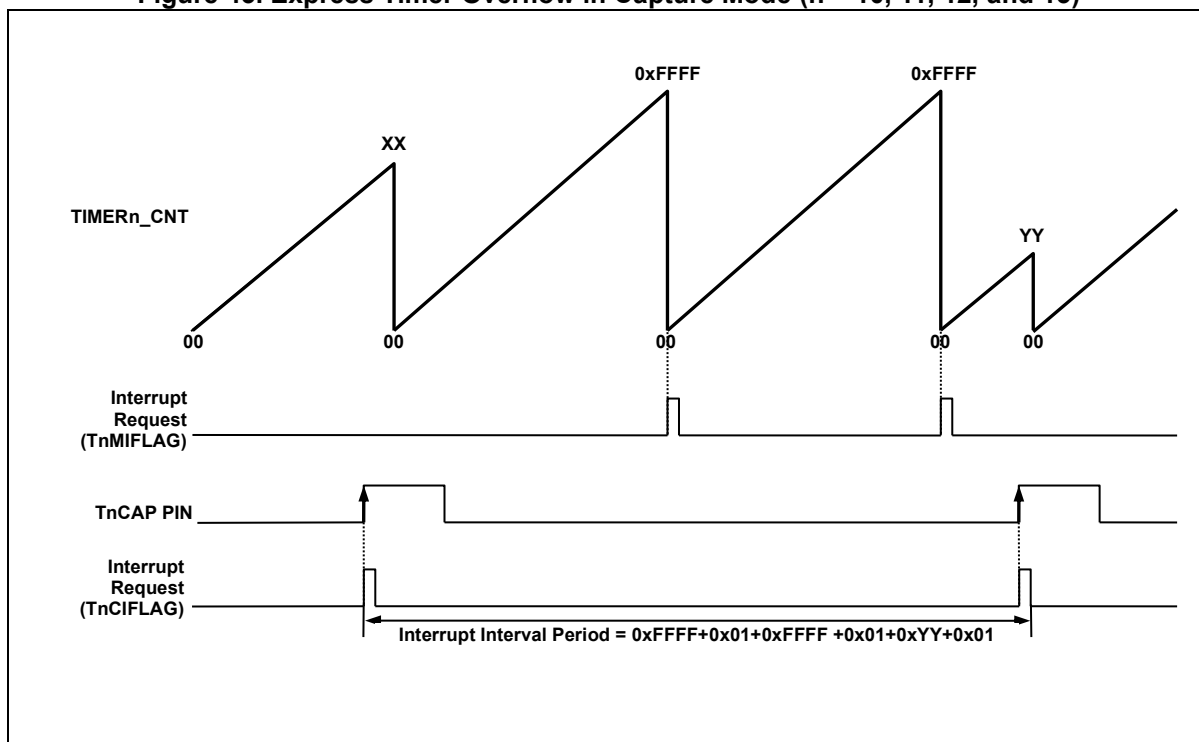 0xFFFF 0xFFFF
XX
TIMERn_CNT
YY
00 00 00 00 00
Interrupt
Request
(TnMIFLAG)
TnCAP PIN
Interrupt
Request
(TnCIFLAG)
Interrupt Interval Period = 0xFFFF+0x01+0xFFFF +0x01+0xYY+0x01